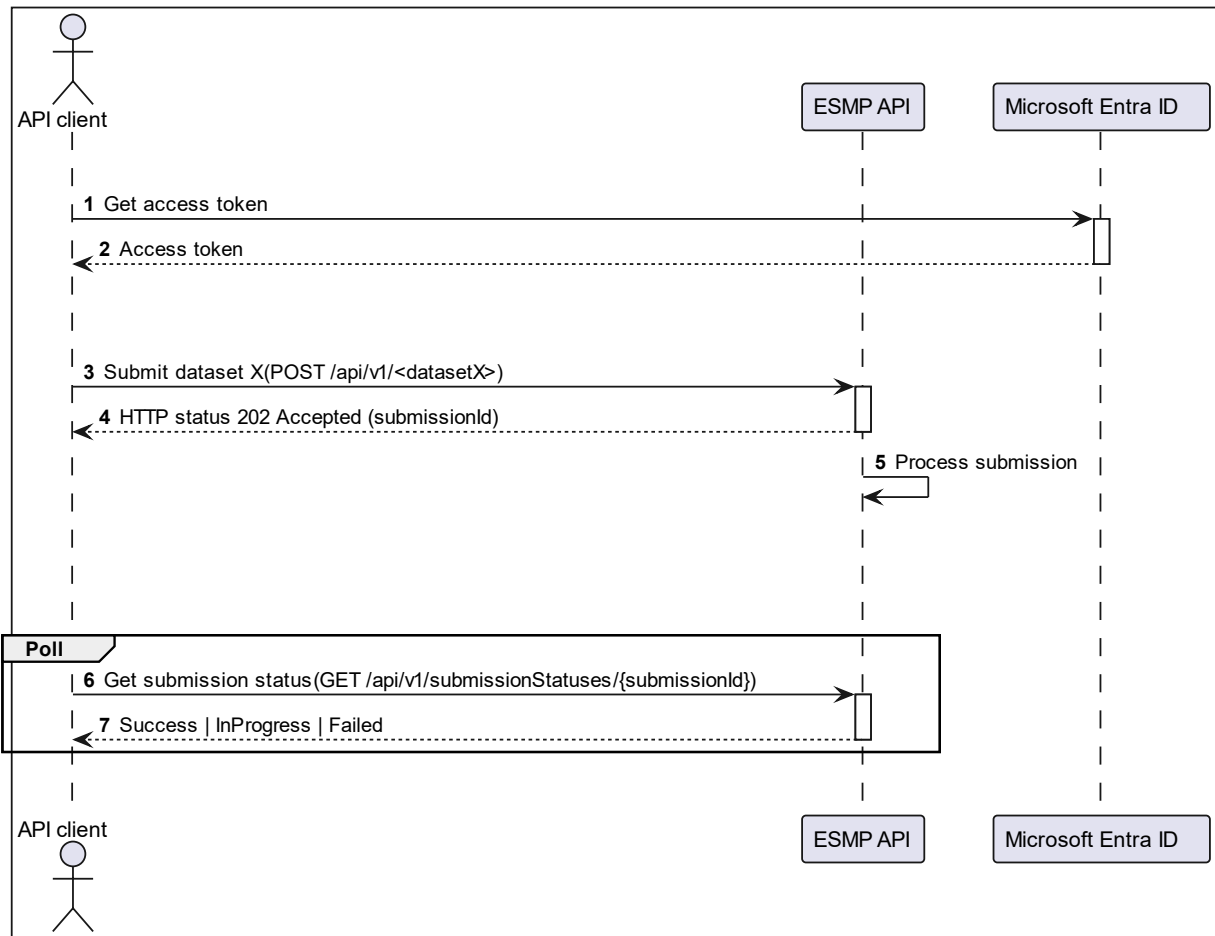 API client
ESMP API
Microsoft Entra ID
1 Get access token
2 Access token
3 Submit dataset X(POST /api/v1/<datasetX>)
4 HTTP status 202 Accepted (submissionId)
5 Process submission
Poll
6 Get submission status(GET /api/v1/submissionStatuses/{submissionId})
7 Success | InProgress | Failed
API client
ESMP API
Microsoft Entra ID